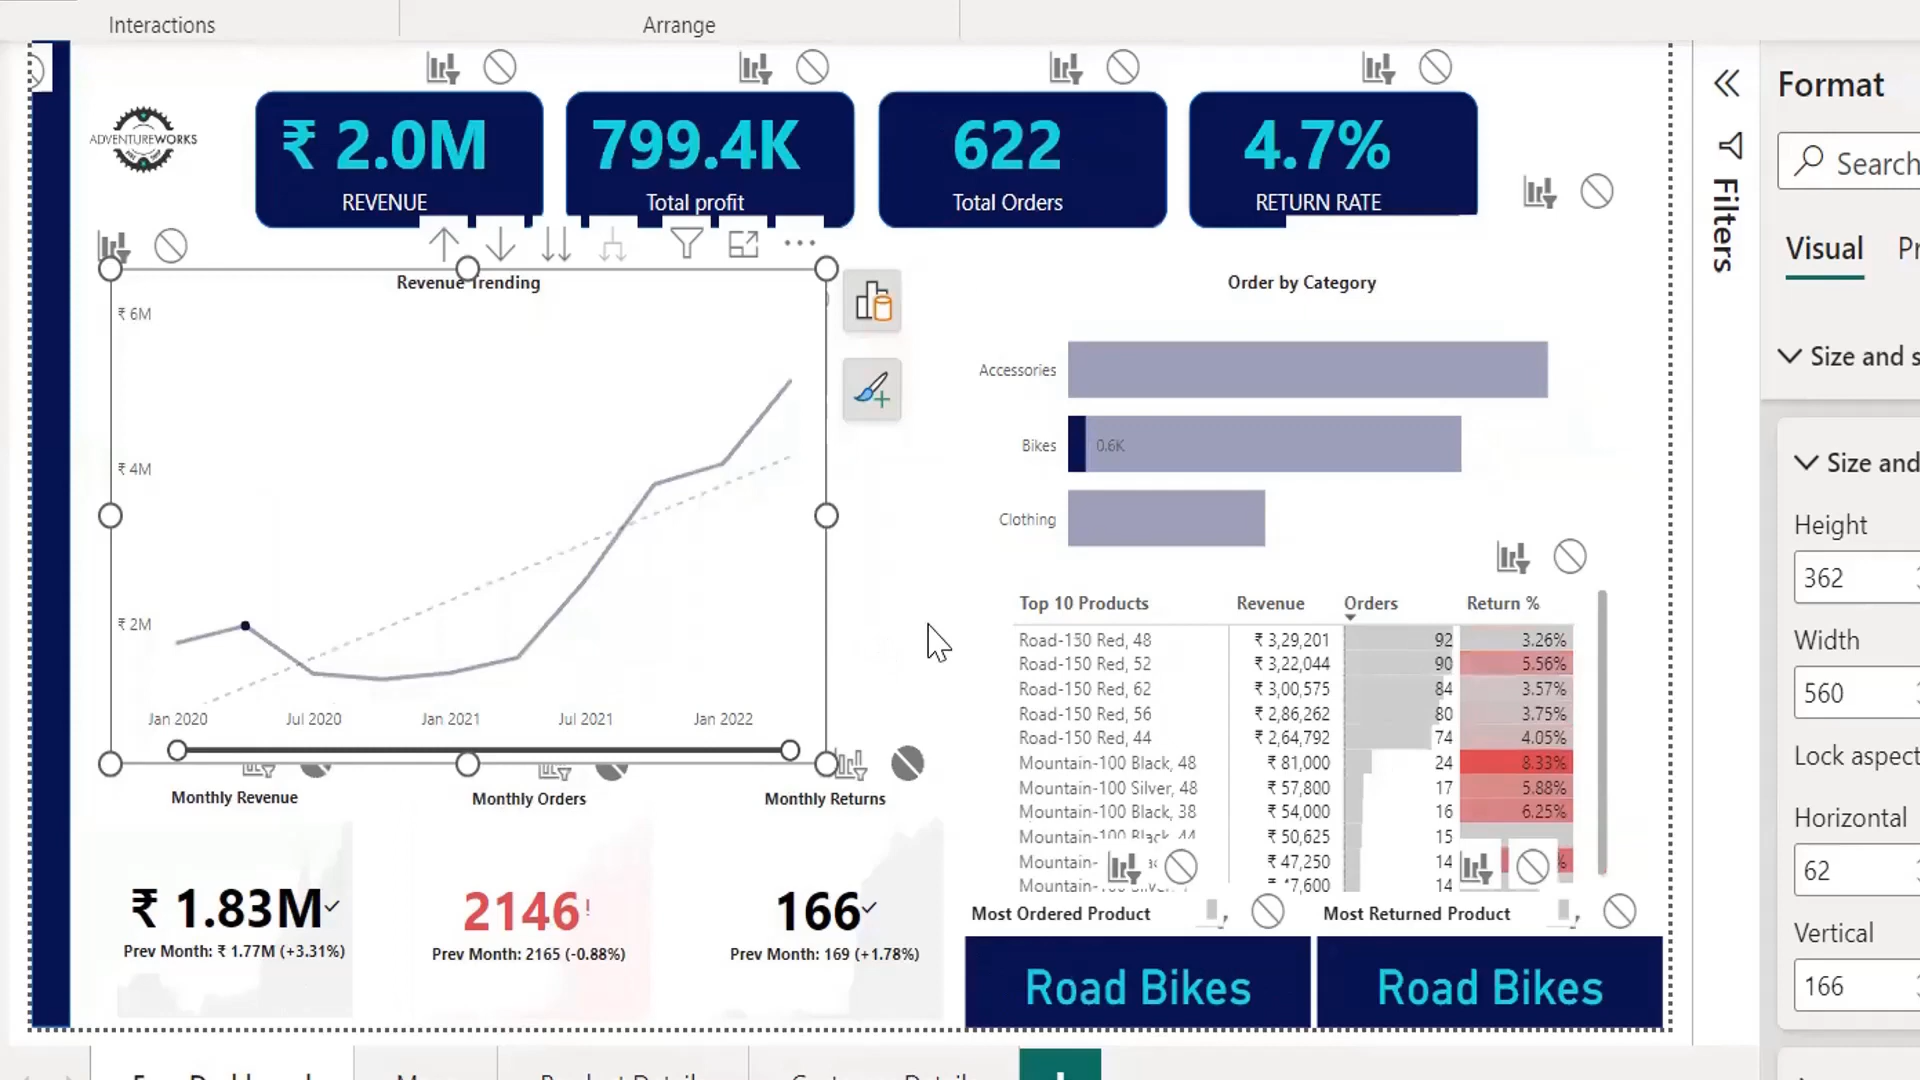 Interactions
Arrange
Format
Search
Filters
Visual
Size and s
Size and
Height
362
Width
560
Lock aspect
Horizontal
62
Vertical
166
ADVENTUREWORKS
₹ 2.0M
REVENUE
799.4K
Total profit
622
Total Orders
4.7%
RETURN RATE
Revenue Trending
₹ 6M
₹ 4M
₹ 2M
Jan 2020 Jul 2020 Jan 2021 Jul 2021 Jan 2022
Order by Category
Accessories
Bikes 0.6K
Clothing
Top 10 Products Revenue Orders Return %
Road-150 Red, 48 ₹ 3,29,201 92 3.26%
Road-150 Red, 52 ₹ 3,22,044 90 5.56%
Road-150 Red, 62 ₹ 3,00,575 84 3.57%
Road-150 Red, 56 ₹ 2,86,262 80 3.75%
Road-150 Red, 44 ₹ 2,64,792 74 4.05%
Mountain-100 Black, 48 ₹ 81,000 24 8.33%
Mountain-100 Silver, 48 ₹ 57,800 17 5.88%
Mountain-100 Black, 38 ₹ 54,000 16 6.25%
Mountain-100 Black, 44 ₹ 50,625 15
Mountain- ₹ 47,250 14
Mountain- 14
Monthly Revenue
₹ 1.83M
Prev Month: ₹ 1.77M (+3.31%)
Monthly Orders
2146!
Prev Month: 2165 (-0.88%)
Monthly Returns
166
Prev Month: 169 (+1.78%)
Most Ordered Product
Road Bikes
Most Returned Product
Road Bikes